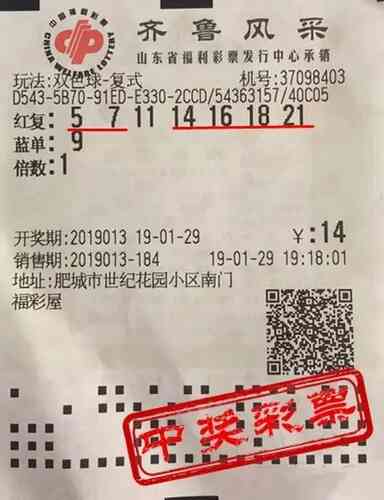 中国福利彩票
CHINA WELFARE LOTTERY
齐鲁风采
山东省福利彩票发行中心承销
玩法:双色球-复式 机号:37098403
D543-5B70-91ED-E330-2CCD/54363157/40C05
红复: 5 7 11 14 16 18 21
蓝单: 9
倍数:1
开奖期:2019013 19-01-29 ¥:14
销售期:2019013-184 19-01-29 19:18:01
地址:肥城市世纪花园小区南门
福彩屋
中奖彩票